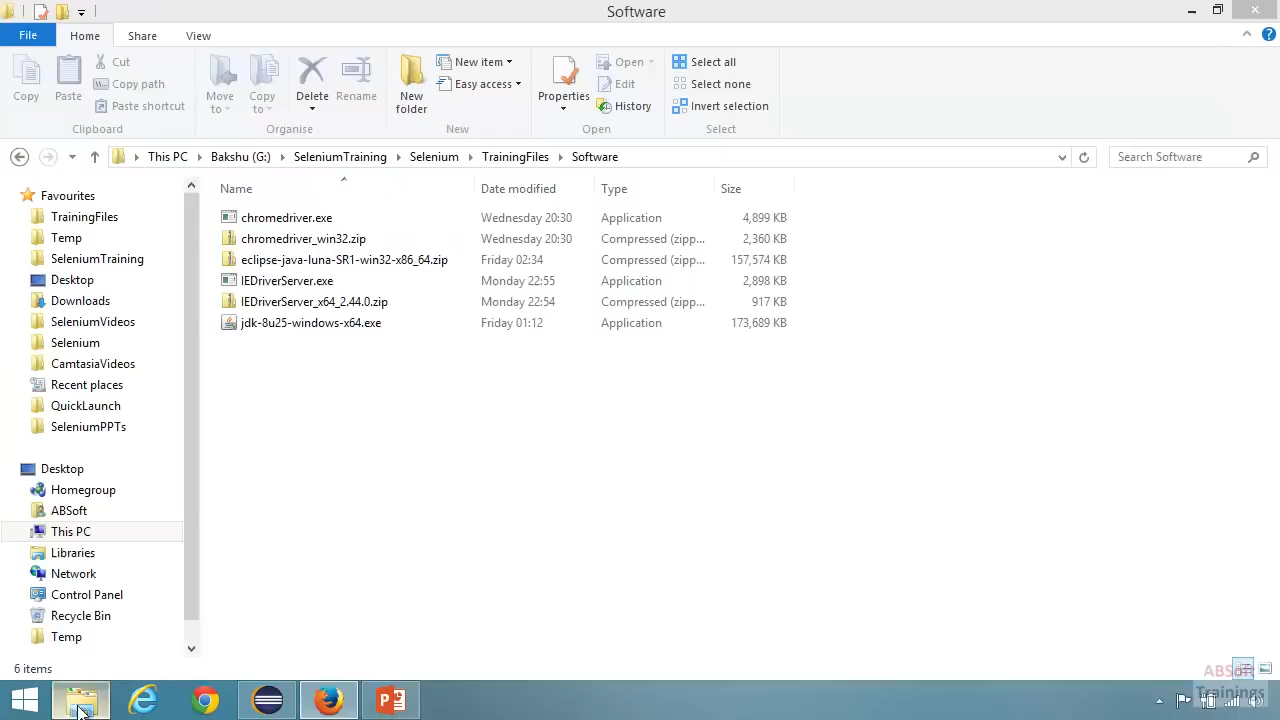 Software
File Home Share View
Copy
Paste
Cut
Copy path
Paste shortcut
Clipboard
Move to
Copy to
Delete
Rename
Organise
New folder
New item
Easy access
New
Properties
Open
Edit
History
Open
Select all
Select none
Invert selection
Select
This PC Bakshu (G:) SeleniumTraining Selenium TrainingFiles Software
Search Software
Favourites
TrainingFiles
Temp
SeleniumTraining
Desktop
Downloads
SeleniumVideos
Selenium
CamtasiaVideos
Recent places
QuickLaunch
SeleniumPPTs
Desktop
Homegroup
ABSoft
This PC
Libraries
Network
Control Panel
Recycle Bin
Temp
Name Date modified Type Size
chromedriver.exe Wednesday 20:30 Application 4,899 KB
chromedriver_win32.zip Wednesday 20:30 Compressed (zipp... 2,360 KB
eclipse-java-luna-SR1-win32-x86_64.zip Friday 02:34 Compressed (zipp... 157,574 KB
IEDriverServer.exe Monday 22:55 Application 2,898 KB
IEDriverServer_x64_2.44.0.zip Monday 22:54 Compressed (zipp... 917 KB
jdk-8u25-windows-x64.exe Friday 01:12 Application 173,689 KB
6 items
ABSoft
Trainings